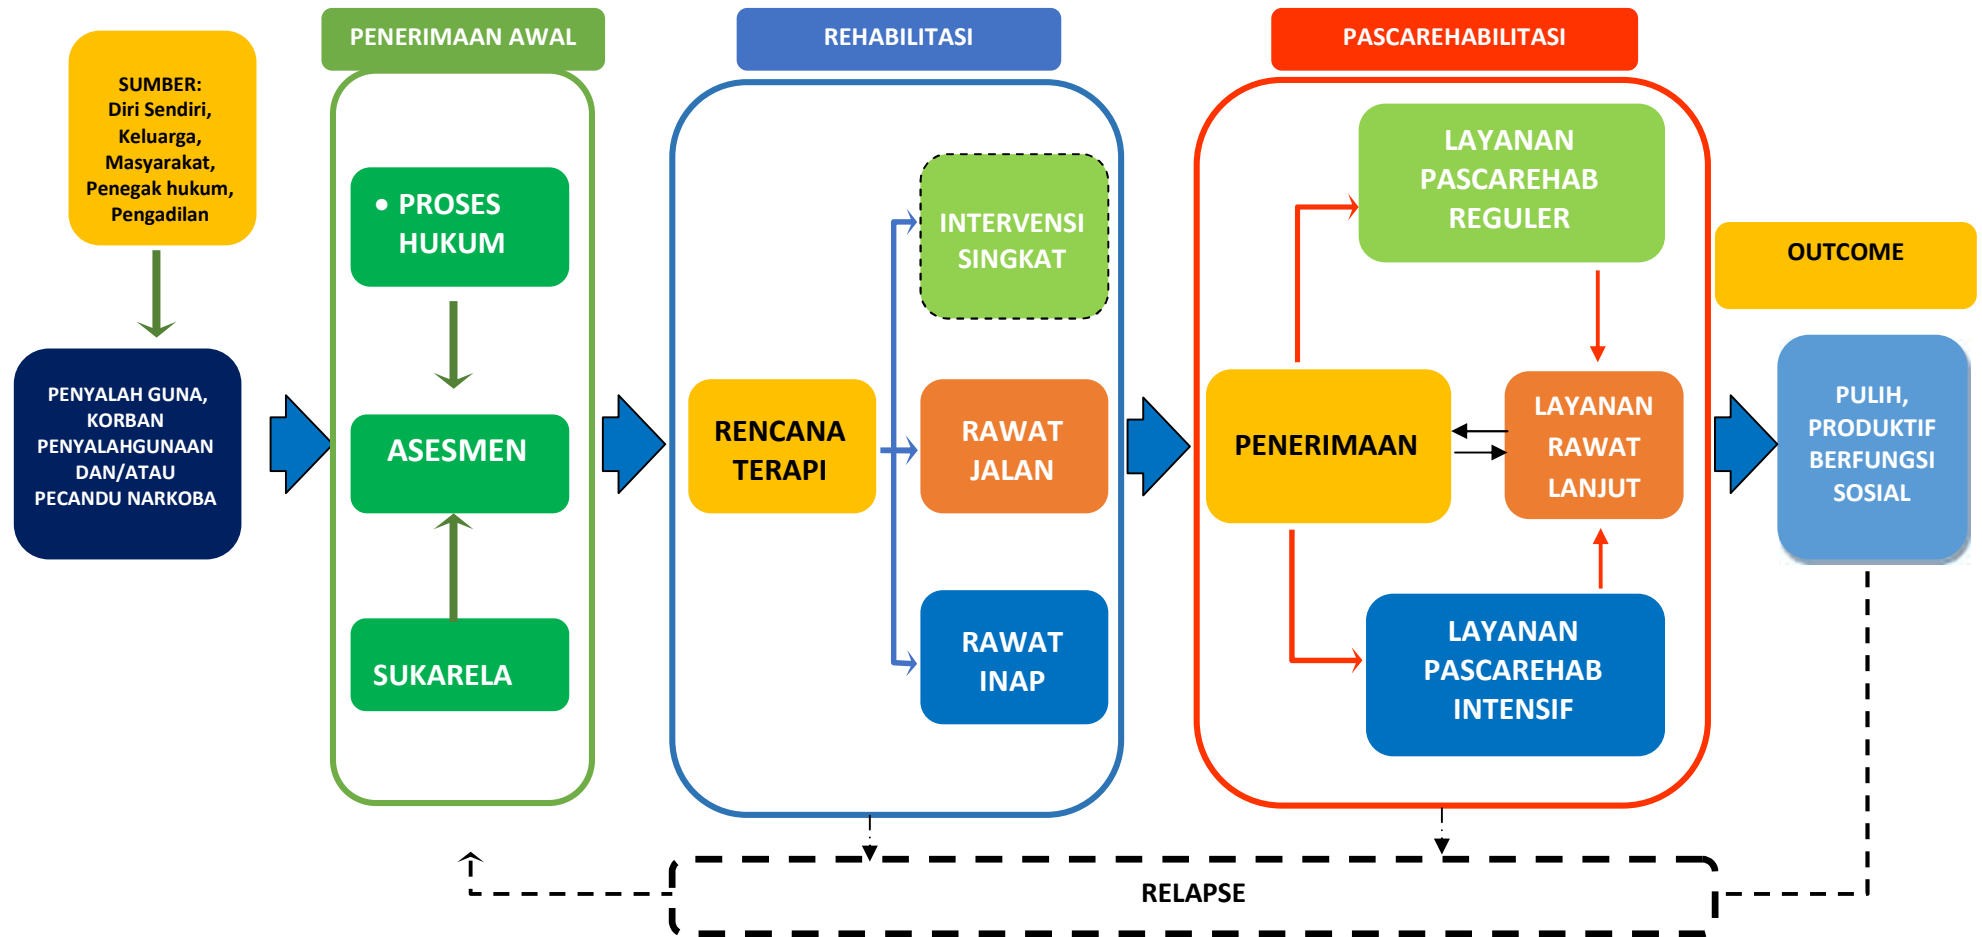 PENERIMAAN AWAL
REHABILITASI
PASCAREHABILITASI
SUMBER:
Diri Sendiri,
Keluarga,
Masyarakat,
Penegak hukum,
Pengadilan
PENYALAH GUNA,
KORBAN
PENYALAHGUNAAN
DAN/ATAU
PECANDU NARKOBA
• PROSES
HUKUM
ASESMEN
SUKARELA
RENCANA
TERAPI
INTERVENSI
SINGKAT
RAWAT
JALAN
RAWAT
INAP
LAYANAN
PASCAREHAB
REGULER
PENERIMAAN
LAYANAN
RAWAT
LANJUT
LAYANAN
PASCAREHAB
INTENSIF
OUTCOME
PULIH,
PRODUKTIF
BERFUNGSI
SOSIAL
RELAPSE